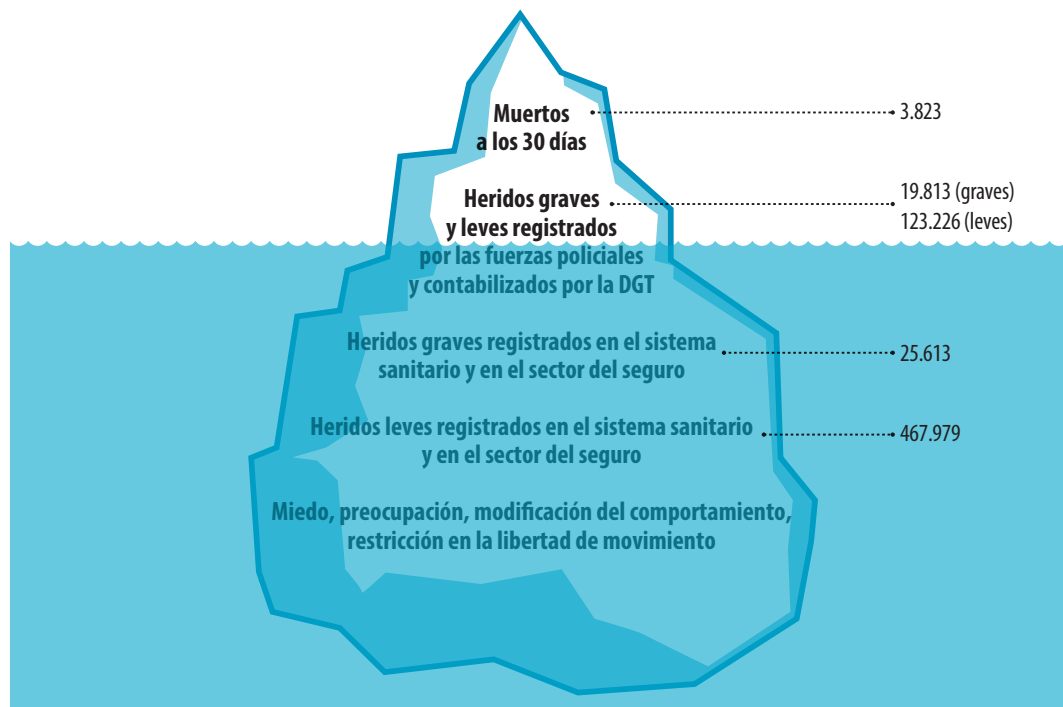 Muertos
a los 30 días
3.823
Heridos graves
y leves registrados
por las fuerzas policiales
y contabilizados por la DGT
19.813 (graves)
123.226 (leves)
Heridos graves registrados en el sistema
sanitario y en el sector del seguro
25.613
Heridos leves registrados en el sistema sanitario
y en el sector del seguro
467.979
Miedo, preocupación, modificación del comportamiento,
restricción en la libertad de movimiento